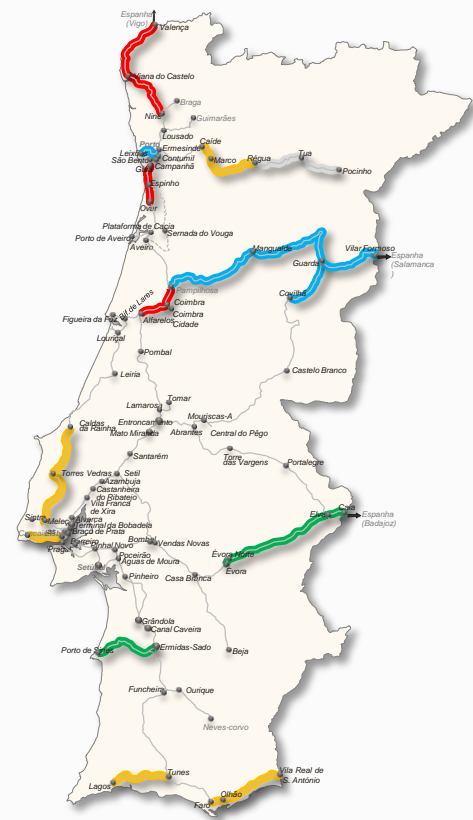 Espanha
(Vigo)
Valença
Viana do Castelo
Braga
Nine
Guimarães
Lousado
Porto
Ermesinde
Caíde
Leixões
Contumil
São Bento
Campanhã
Marco
Régua
Tua
Pocinho
Espinho
Ovar
Plataforma de Cacia
Sernada do Vouga
Porto de Aveiro
Aveiro
Mangualde
Vilar Formoso
Guarda
Espanha
(Salamanca
)
Pampilhosa
Covilhã
Bif. de Lares
Coimbra
Figueira da Foz
Alfarelos
Coimbra
Cidade
Louriçal
Pombal
Leiria
Castelo Branco
Tomar
Lamarosa
Mouriscas-A
Caldas
da Rainha
Entroncamento
Mato Miranda
Abrantes
Central do Pêgo
Santarém
Torre
das Vargens
Portalegre
Torres Vedras
Setil
Azambuja
Castanheira
do Ribatejo
Vila Franca
de Xira
Elvas
Caia
Espanha
(Badajoz)
Sintra
Meleças
Alverca
Terminal da Bobadela
Braço de Prata
Barreiro
Pinhal Novo
Bombel
Vendas Novas
Évora Norte
Évora
Poceirão
Águas de Moura
Setúbal
Pinheiro
Casa Branca
Grândola
Canal Caveira
Porto de Sines
Ermidas-Sado
Beja
Funcheira
Ourique
Neves-corvo
Tunes
Vila Real de
S. António
Lagos
Olhão
Faro